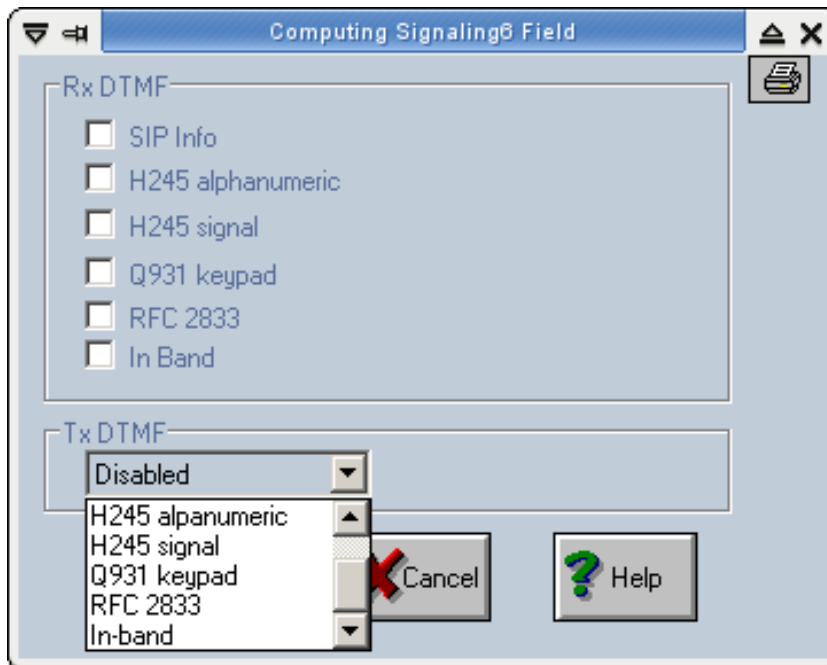 Computing Signaling6 Field
Rx DTMF
SIP Info
H245 alphanumeric
H245 signal
Q931 keypad
RFC 2833
In Band
Tx DTMF
Disabled
H245 alpanumeric
H245 signal
Q931 keypad
RFC 2833
In-band
Cancel
? Help